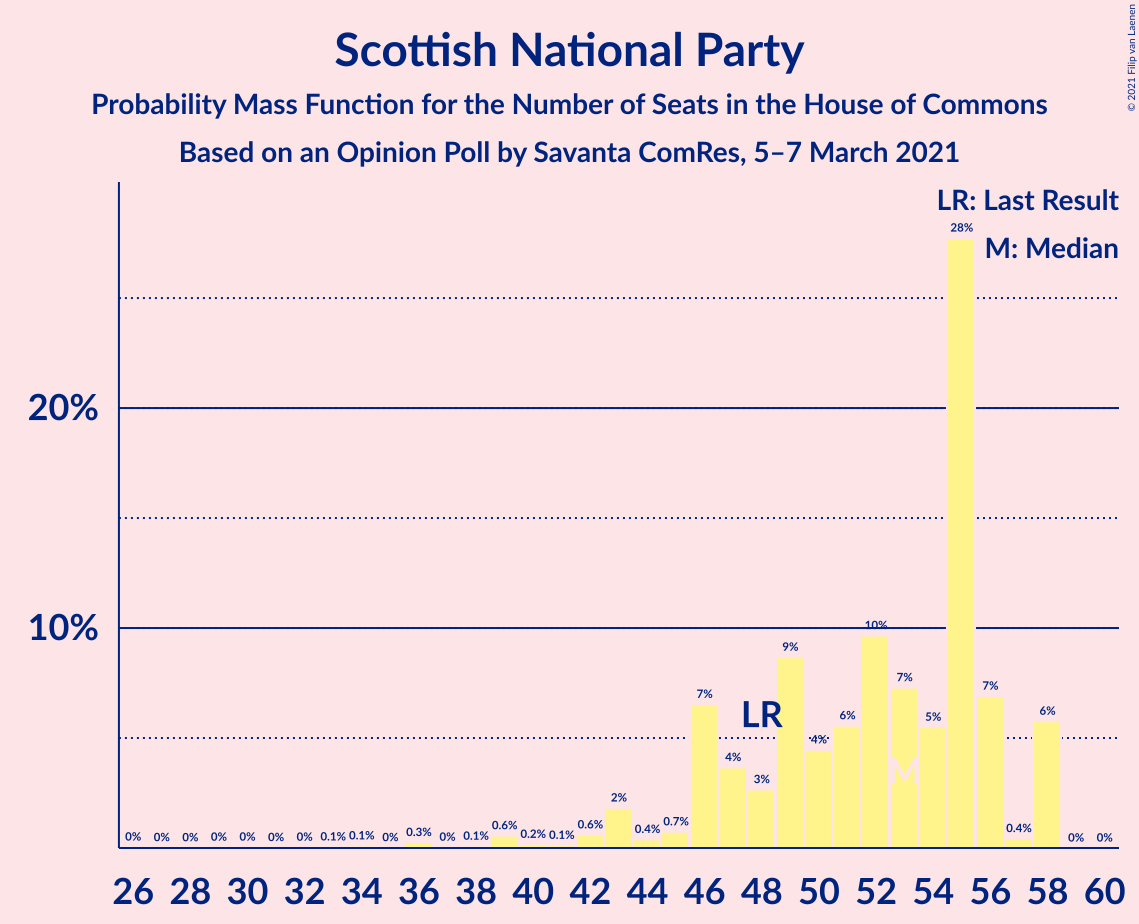 Scottish National Party
Probability Mass Function for the Number of Seats in the House of Commons
Based on an Opinion Poll by Savanta ComRes, 5–7 March 2021
© 2021 Filip van Laenen
LR: Last Result
M: Median
28%
20%
10%
0% 0% 0% 0% 0% 0% 0% 0.1% 0.1% 0% 0.3% 0% 0.1% 0.6% 0.2% 0.1% 0.6% 2% 0.4% 0.7% 7% 4% 3% 9% 4% 6% 10% 7% 5% 7% 0.4% 6% 0% 0%
LR
M
26 28 30 32 34 36 38 40 42 44 46 48 50 52 54 56 58 60